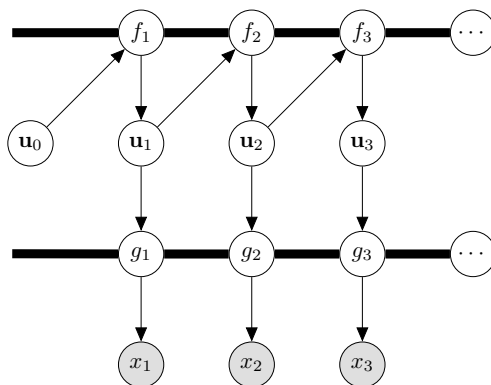 f₁ f₂ f₃ ⋯
u₀ u₁ u₂ u₃
g₁ g₂ g₃ ⋯
x₁ x₂ x₃